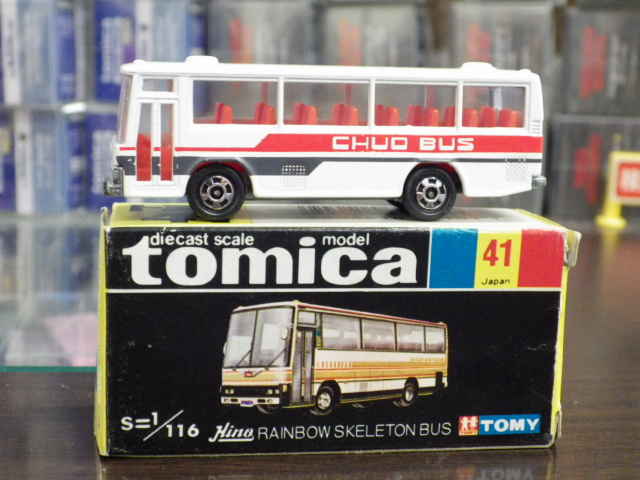 CHUO BUS
diecast scale model
tomica
41
Japan
S=1/116 Hino RAINBOW SKELETON BUS TOMY